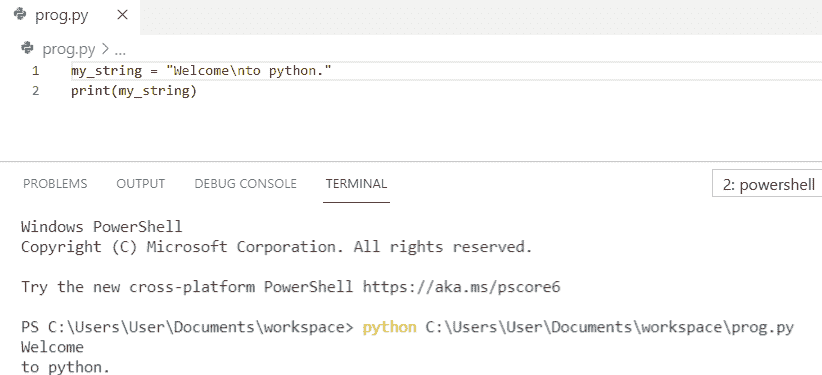 prog.py
prog.py > ...
1 my_string = "Welcome\nto python."
2 print(my_string)
PROBLEMS OUTPUT DEBUG CONSOLE TERMINAL 2: powershell
Windows PowerShell
Copyright (C) Microsoft Corporation. All rights reserved.
Try the new cross-platform PowerShell https://aka.ms/pscore6
PS C:\Users\User\Documents\workspace> python C:\Users\User\Documents\workspace\prog.py
Welcome
to python.